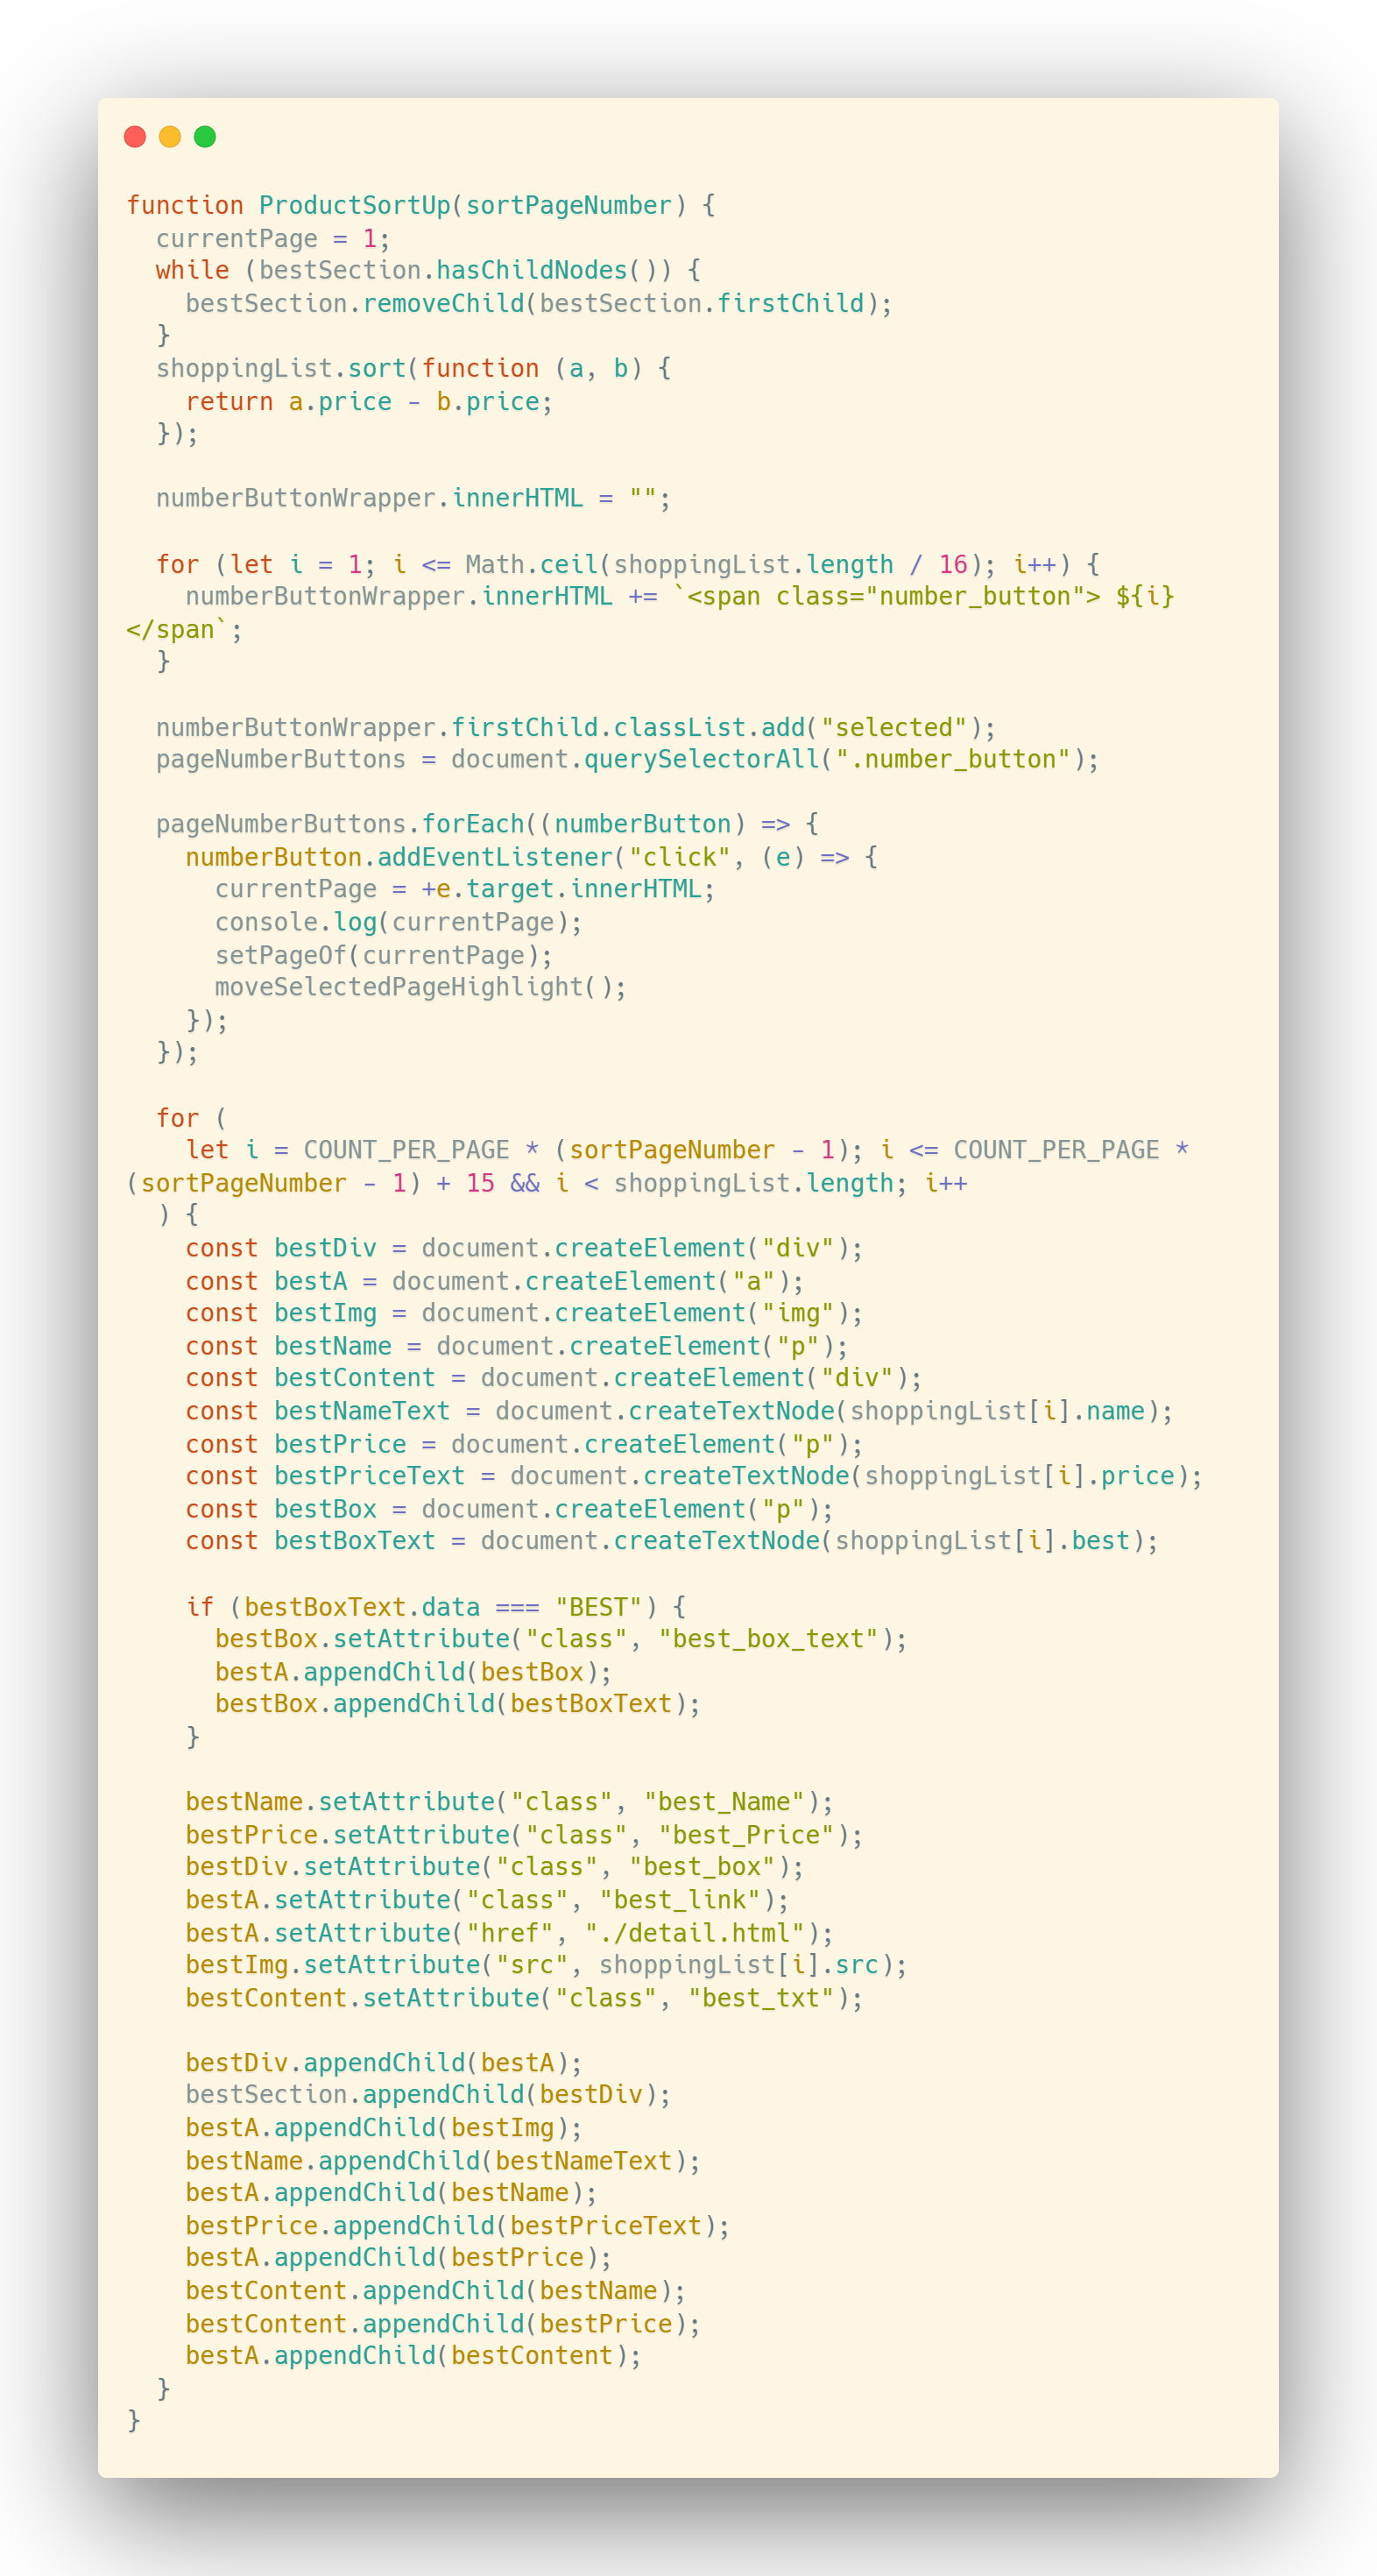 function ProductSortUp(sortPageNumber) {
  currentPage = 1;
  while (bestSection.hasChildNodes()) {
    bestSection.removeChild(bestSection.firstChild);
  }
  shoppingList.sort(function (a, b) {
    return a.price - b.price;
  });

  numberButtonWrapper.innerHTML = "";

  for (let i = 1; i <= Math.ceil(shoppingList.length / 16); i++) {
    numberButtonWrapper.innerHTML += `<span class="number_button"> ${i}
</span`;
  }

  numberButtonWrapper.firstChild.classList.add("selected");
  pageNumberButtons = document.querySelectorAll(".number_button");

  pageNumberButtons.forEach((numberButton) => {
    numberButton.addEventListener("click", (e) => {
      currentPage = +e.target.innerHTML;
      console.log(currentPage);
      setPageOf(currentPage);
      moveSelectedPageHighlight();
    });
  });

  for (
    let i = COUNT_PER_PAGE * (sortPageNumber - 1); i <= COUNT_PER_PAGE *
(sortPageNumber - 1) + 15 && i < shoppingList.length; i++
  ) {
    const bestDiv = document.createElement("div");
    const bestA = document.createElement("a");
    const bestImg = document.createElement("img");
    const bestName = document.createElement("p");
    const bestContent = document.createElement("div");
    const bestNameText = document.createTextNode(shoppingList[i].name);
    const bestPrice = document.createElement("p");
    const bestPriceText = document.createTextNode(shoppingList[i].price);
    const bestBox = document.createElement("p");
    const bestBoxText = document.createTextNode(shoppingList[i].best);

    if (bestBoxText.data === "BEST") {
      bestBox.setAttribute("class", "best_box_text");
      bestA.appendChild(bestBox);
      bestBox.appendChild(bestBoxText);
    }

    bestName.setAttribute("class", "best_Name");
    bestPrice.setAttribute("class", "best_Price");
    bestDiv.setAttribute("class", "best_box");
    bestA.setAttribute("class", "best_link");
    bestA.setAttribute("href", "./detail.html");
    bestImg.setAttribute("src", shoppingList[i].src);
    bestContent.setAttribute("class", "best_txt");

    bestDiv.appendChild(bestA);
    bestSection.appendChild(bestDiv);
    bestA.appendChild(bestImg);
    bestName.appendChild(bestNameText);
    bestA.appendChild(bestName);
    bestPrice.appendChild(bestPriceText);
    bestA.appendChild(bestPrice);
    bestContent.appendChild(bestName);
    bestContent.appendChild(bestPrice);
    bestA.appendChild(bestContent);
  }
}